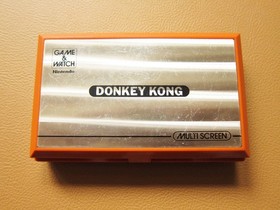 GAME
&
WATCH
Nintendo
DONKEY KONG
MULTI SCREEN